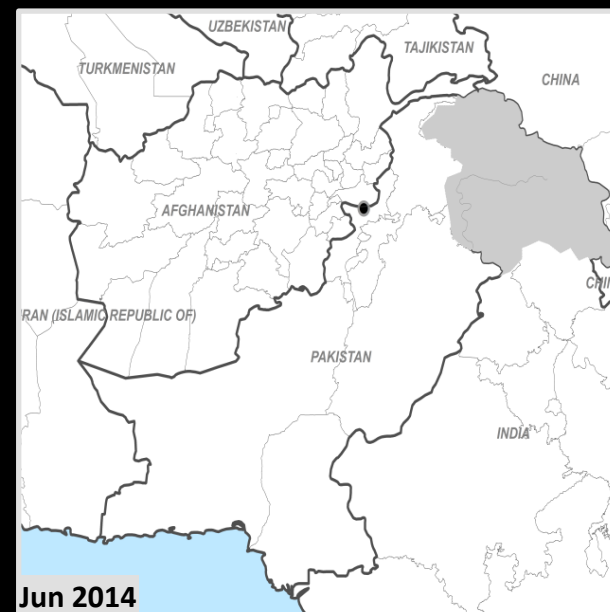 UZBEKISTAN
TAJIKISTAN
TURKMENISTAN
CHINA
AFGHANISTAN
RAN (ISLAMIC REPUBLIC OF)
PAKISTAN
INDIA
Jun 2014